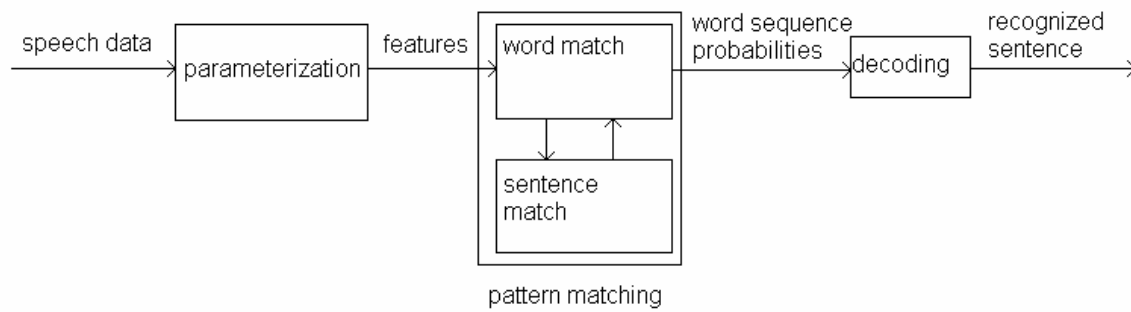 speech data
parameterization
features
word match
sentence
match
pattern matching
word sequence
probabilities
decoding
recognized
sentence